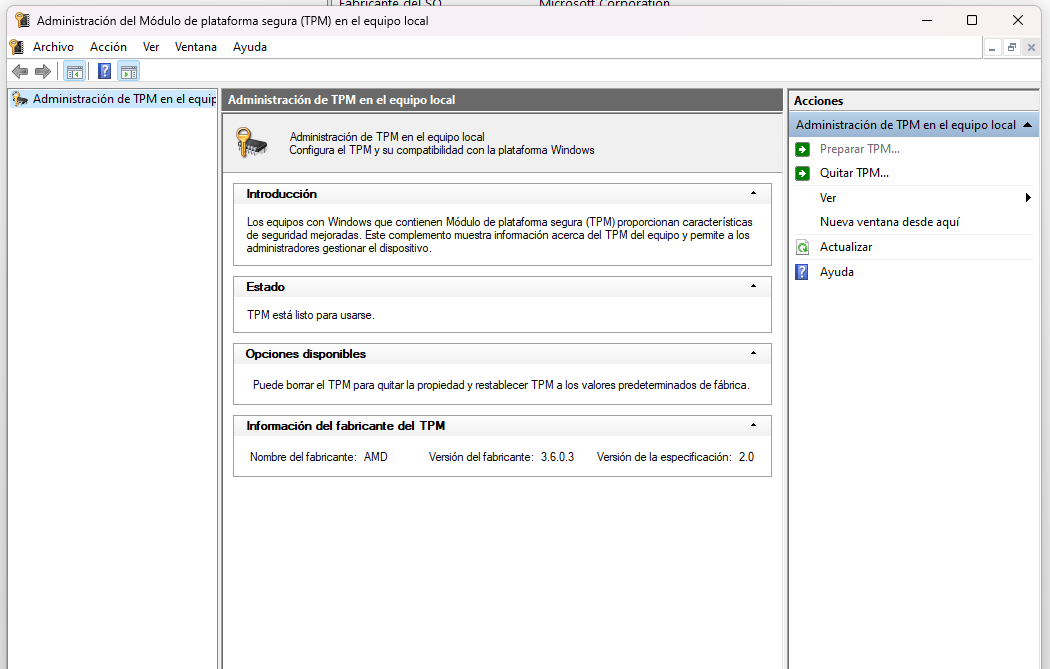 Fabricante del SO
Microsoft Corporation
Administración del Módulo de plataforma segura (TPM) en el equipo local
Archivo Acción Ver Ventana Ayuda
Administración de TPM en el equip
Administración de TPM en el equipo local
Administración de TPM en el equipo local
Configura el TPM y su compatibilidad con la plataforma Windows
Introducción
Los equipos con Windows que contienen Módulo de plataforma segura (TPM) proporcionan características
de seguridad mejoradas. Este complemento muestra información acerca del TPM del equipo y permite a los
administradores gestionar el dispositivo.
Estado
TPM está listo para usarse.
Opciones disponibles
Puede borrar el TPM para quitar la propiedad y restablecer TPM a los valores predeterminados de fábrica.
Información del fabricante del TPM
Nombre del fabricante: AMD Versión del fabricante: 3.6.0.3 Versión de la especificación: 2.0
Acciones
Administración de TPM en el equipo local
Preparar TPM...
Quitar TPM...
Ver
Nueva ventana desde aquí
Actualizar
Ayuda